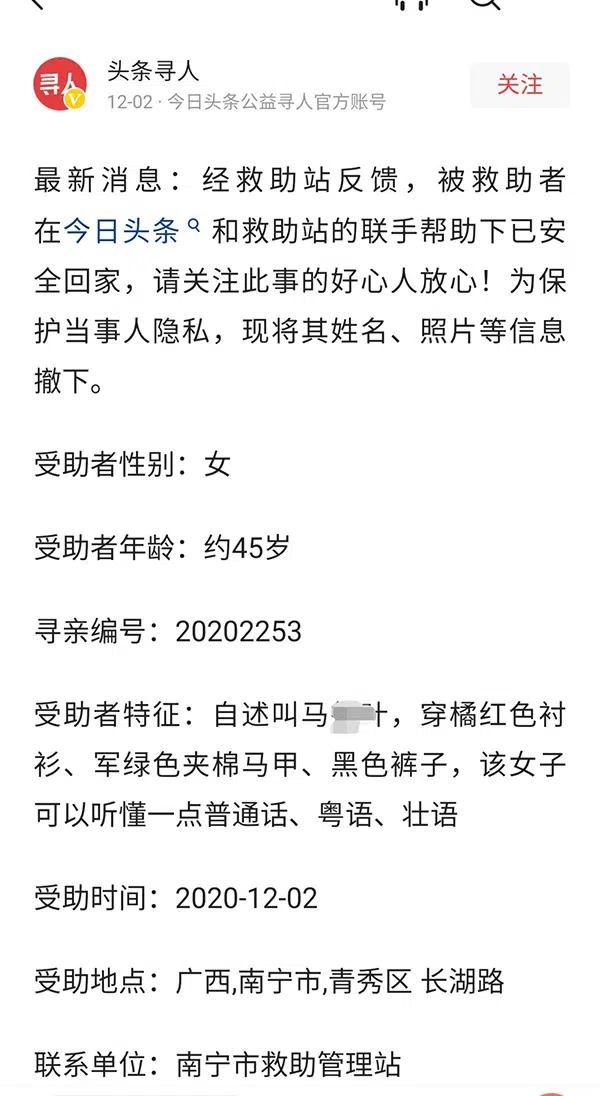 寻人
头条寻人
12-02 · 今日头条公益寻人官方账号
关注
最新消息：经救助站反馈，被救助者
在今日头条 和救助站的联手帮助下已安
全回家，请关注此事的好心人放心！为保
护当事人隐私，现将其姓名、照片等信息
撤下。
受助者性别：女
受助者年龄：约45岁
寻亲编号：20202253
受助者特征：自述叫马 叶，穿橘红色衬
衫、军绿色夹棉马甲、黑色裤子，该女子
可以听懂一点普通话、粤语、壮语
受助时间：2020-12-02
受助地点：广西,南宁市,青秀区 长湖路
联系单位：南宁市救助管理站